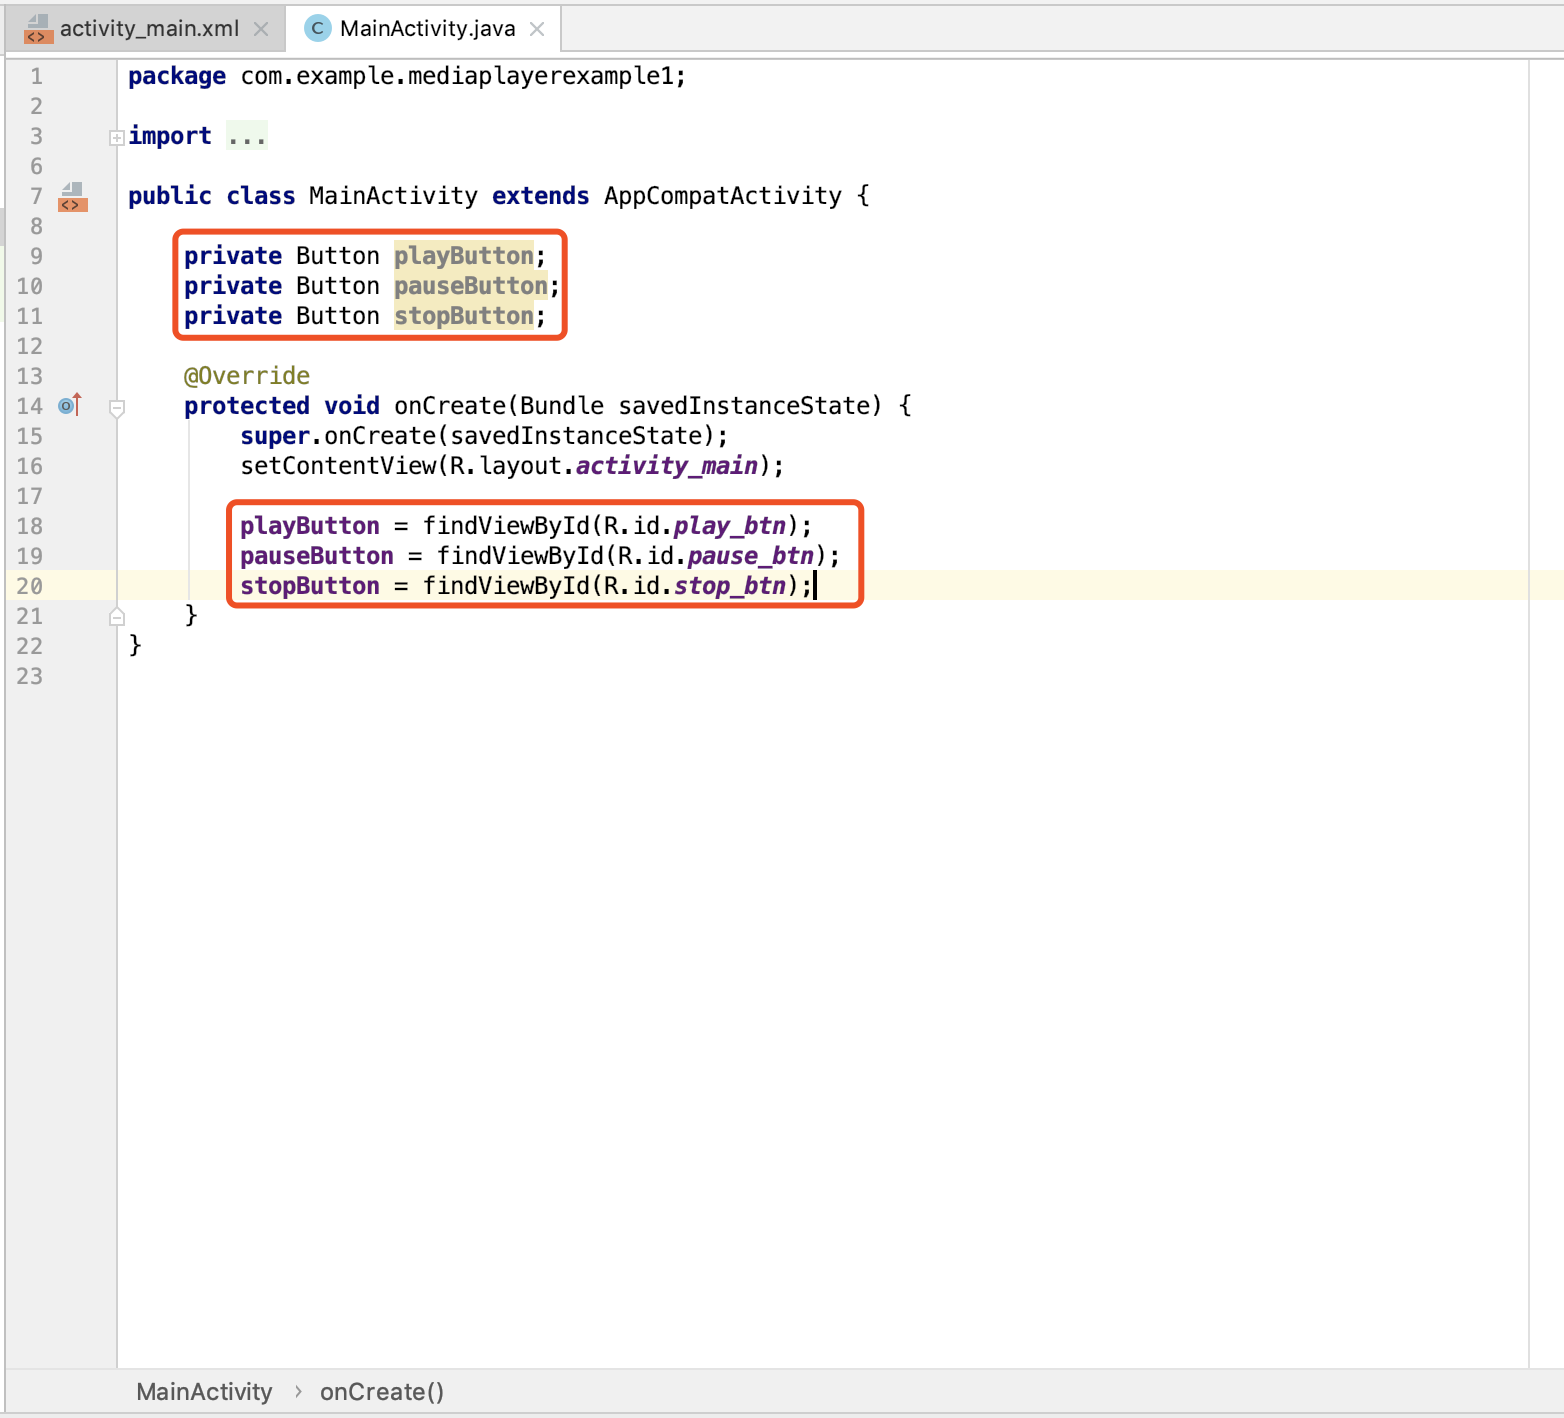 activity_main.xml
MainActivity.java
1 package com.example.mediaplayerexample1;
2
3 import ...
6
7 public class MainActivity extends AppCompatActivity {
8
9 private Button playButton;
10 private Button pauseButton;
11 private Button stopButton;
12
13 @Override
14 protected void onCreate(Bundle savedInstanceState) {
15 super.onCreate(savedInstanceState);
16 setContentView(R.layout.activity_main);
17
18 playButton = findViewById(R.id.play_btn);
19 pauseButton = findViewById(R.id.pause_btn);
20 stopButton = findViewById(R.id.stop_btn);
21 }
22 }
23
MainActivity › onCreate()